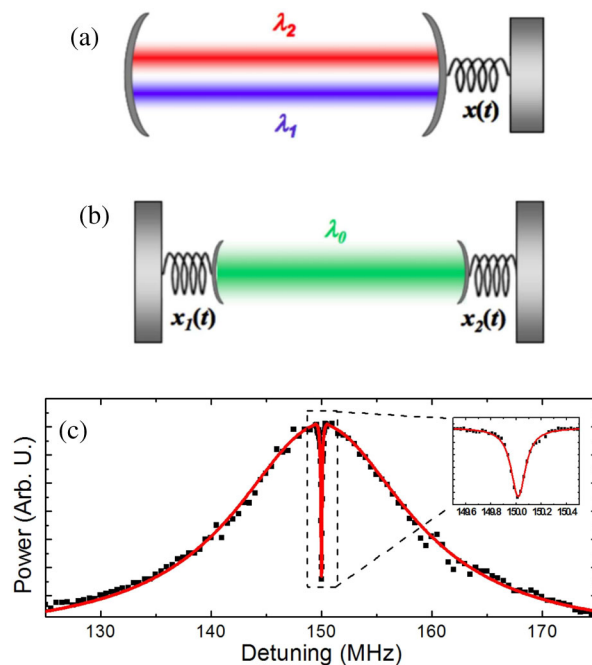 (a)
λ₂
λ₁
x(t)
(b)
λ₀
x₁(t)
x₂(t)
(c)
Power (Arb. U.)
149.6 149.8 150.0 150.2 150.4
130 140 150 160 170
Detuning (MHz)